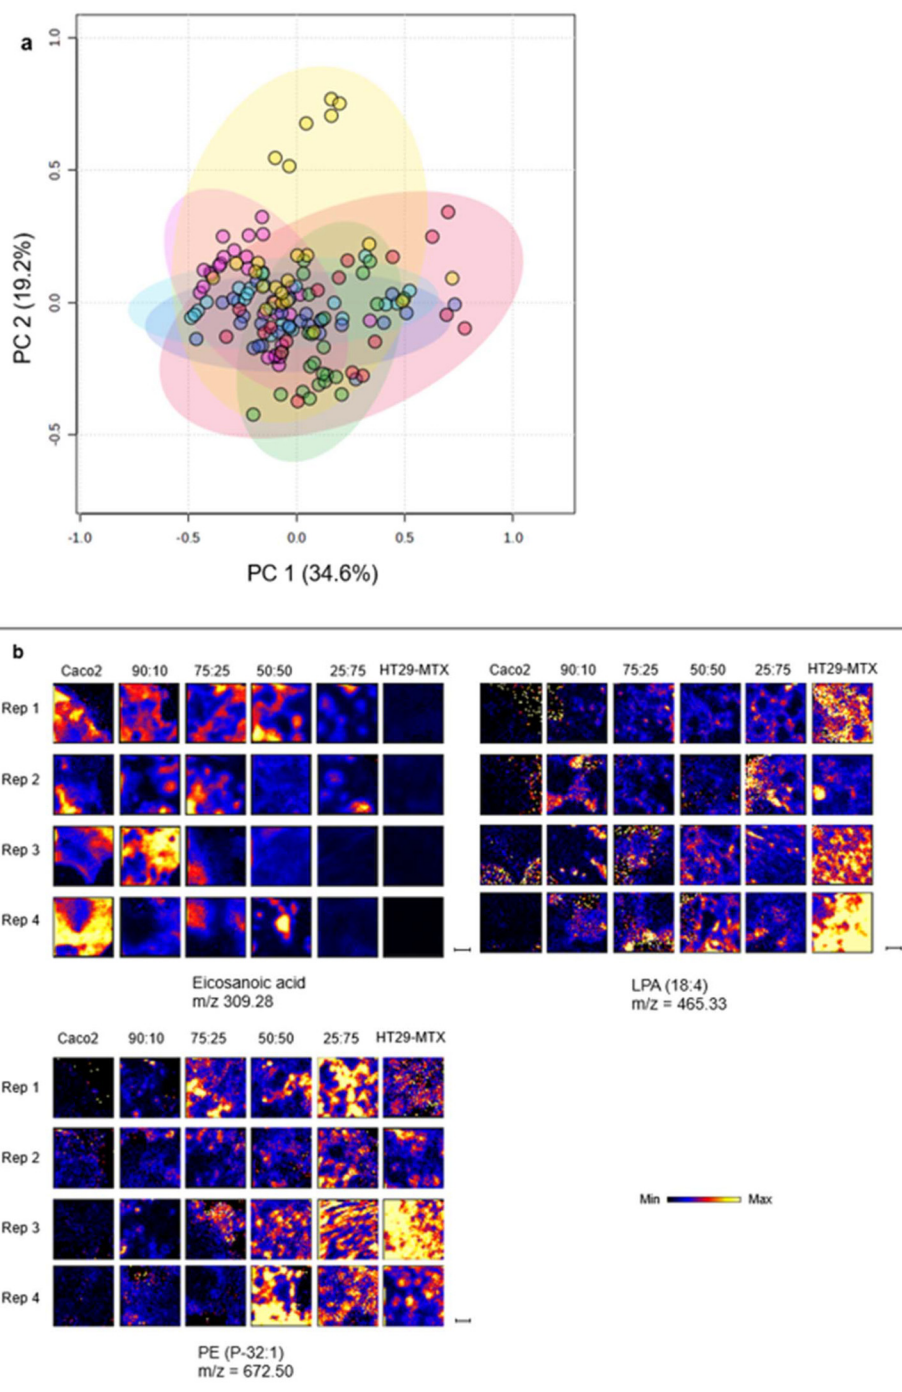 a
1.0
0.5
0.0
-0.5
PC 2 (19.2%)
-1.0 -0.5 0.0 0.5 1.0
PC 1 (34.6%)
b
Caco2 90:10 75:25 50:50 25:75 HT29-MTX
Rep 1
Rep 2
Rep 3
Rep 4
Eicosanoic acid
m/z 309.28
Caco2 90:10 75:25 50:50 25:75 HT29-MTX
LPA (18:4)
m/z = 465.33
Caco2 90:10 75:25 50:50 25:75 HT29-MTX
Rep 1
Rep 2
Rep 3
Rep 4
PE (P-32:1)
m/z = 672.50
Min Max